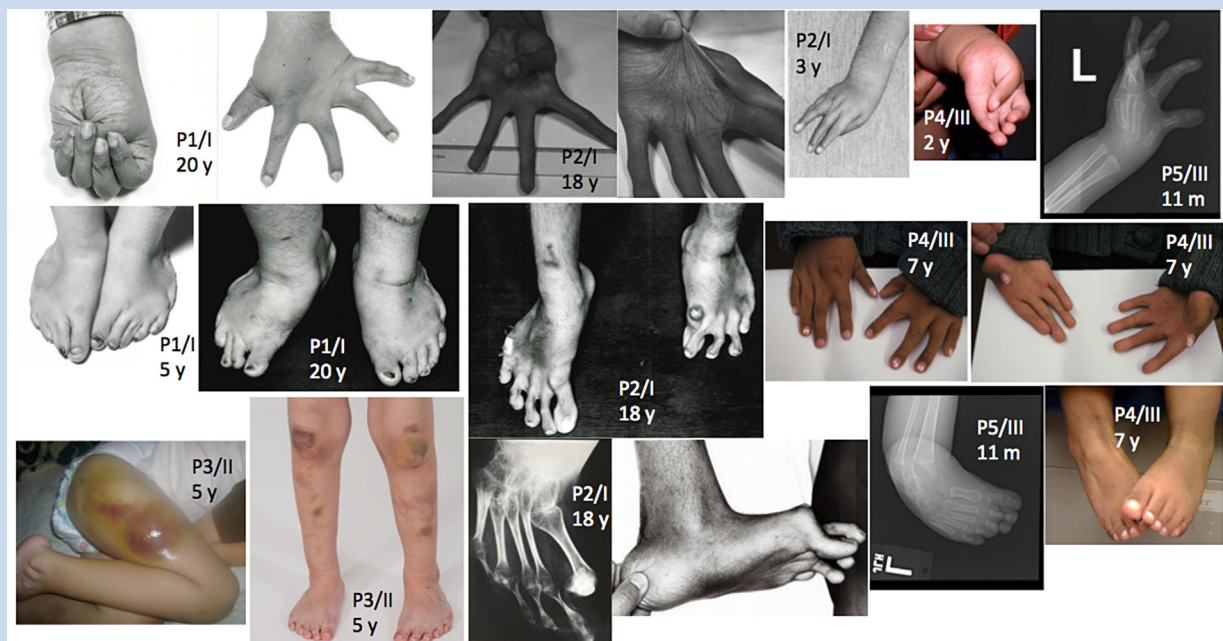 P1/I
20 y
P2/I
18 y
P2/I
3 y
P4/III
2 y
L
P5/III
11 m
P1/I
5 y
P1/I
20 y
P2/I
18 y
P4/III
7 y
P4/III
7 y
P3/II
5 y
P3/II
5 y
P2/I
18 y
P5/III
11 m
L
P4/III
7 y